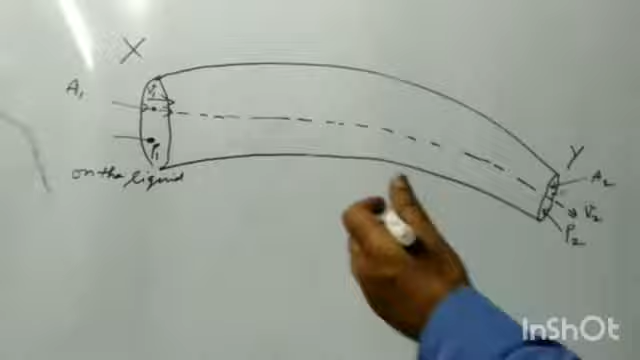 X
A₁
V₁
P₁
on the liquid
Y
A₂
V₂
P₂
InShOt